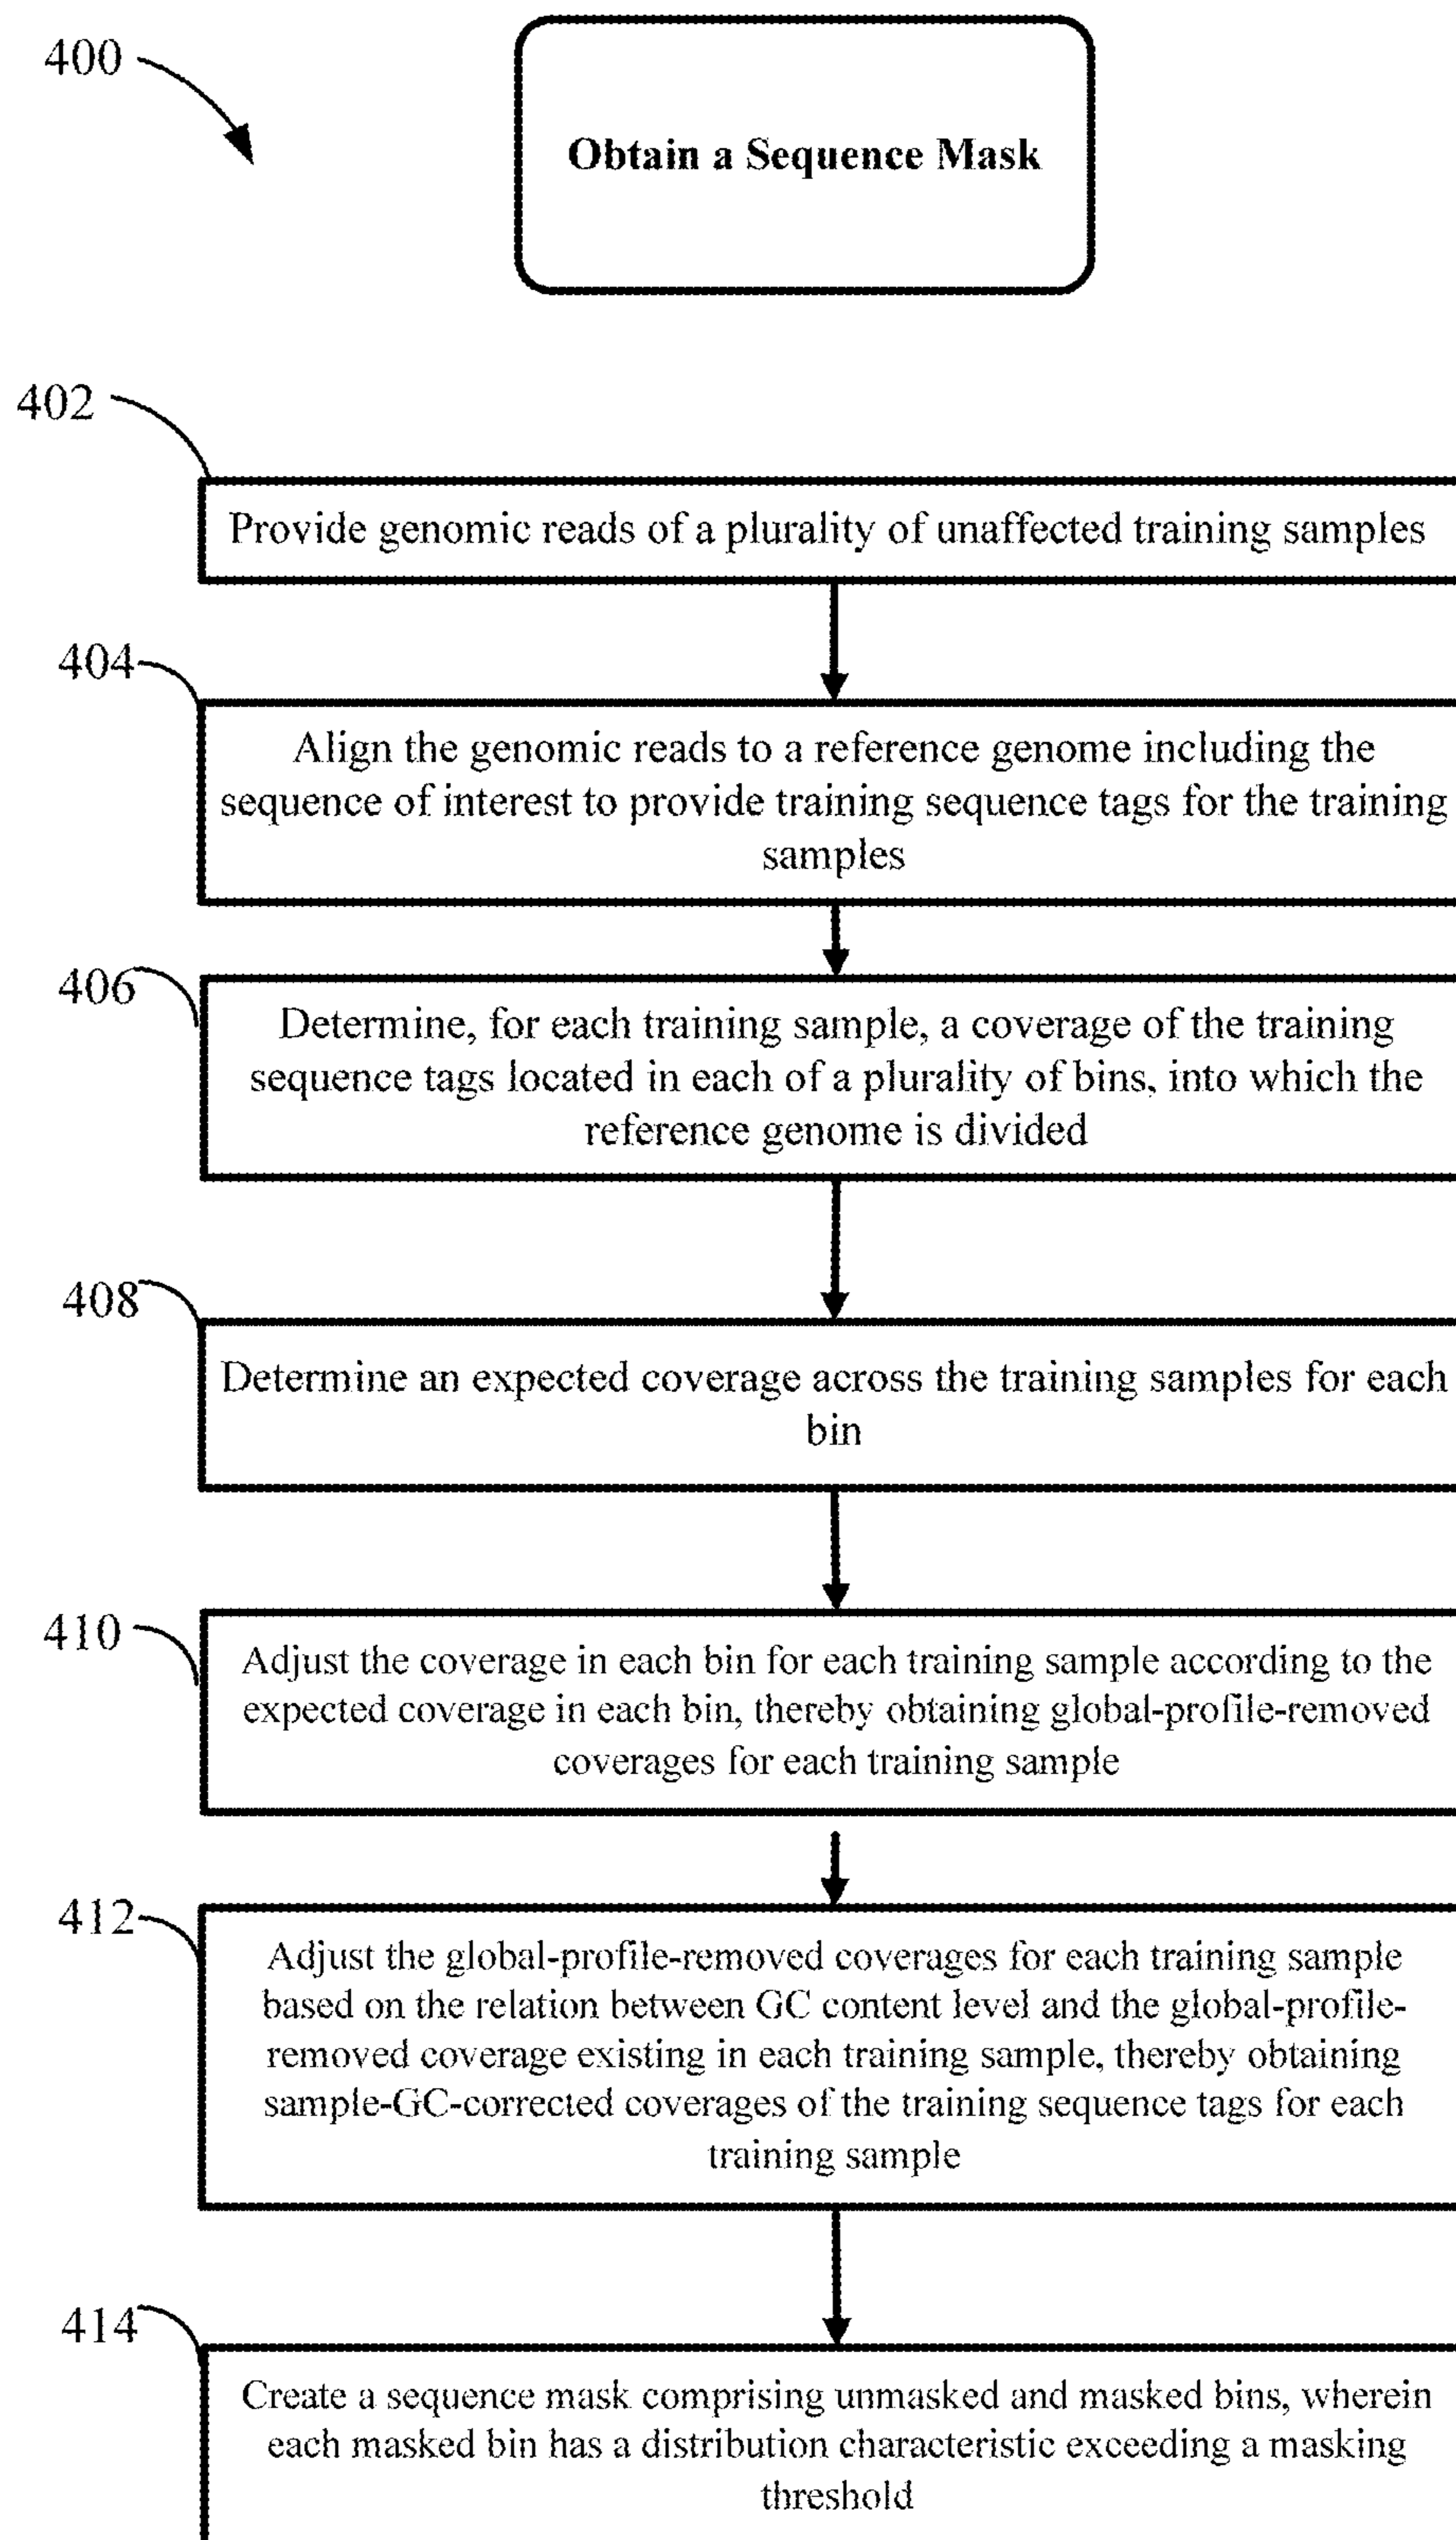 400
Obtain a Sequence Mask
402
Provide genomic reads of a plurality of unaffected training samples
404
Align the genomic reads to a reference genome including the
sequence of interest to provide training sequence tags for the training
samples
406
Determine, for each training sample, a coverage of the training
sequence tags located in each of a plurality of bins, into which the
reference genome is divided
408
Determine an expected coverage across the training samples for each
bin
410
Adjust the coverage in each bin for each training sample according to the
expected coverage in each bin, thereby obtaining global-profile-removed
coverages for each training sample
412
Adjust the global-profile-removed coverages for each training sample
based on the relation between GC content level and the global-profile-
removed coverage existing in each training sample, thereby obtaining
sample-GC-corrected coverages of the training sequence tags for each
training sample
414
Create a sequence mask comprising unmasked and masked bins, wherein
each masked bin has a distribution characteristic exceeding a masking
threshold